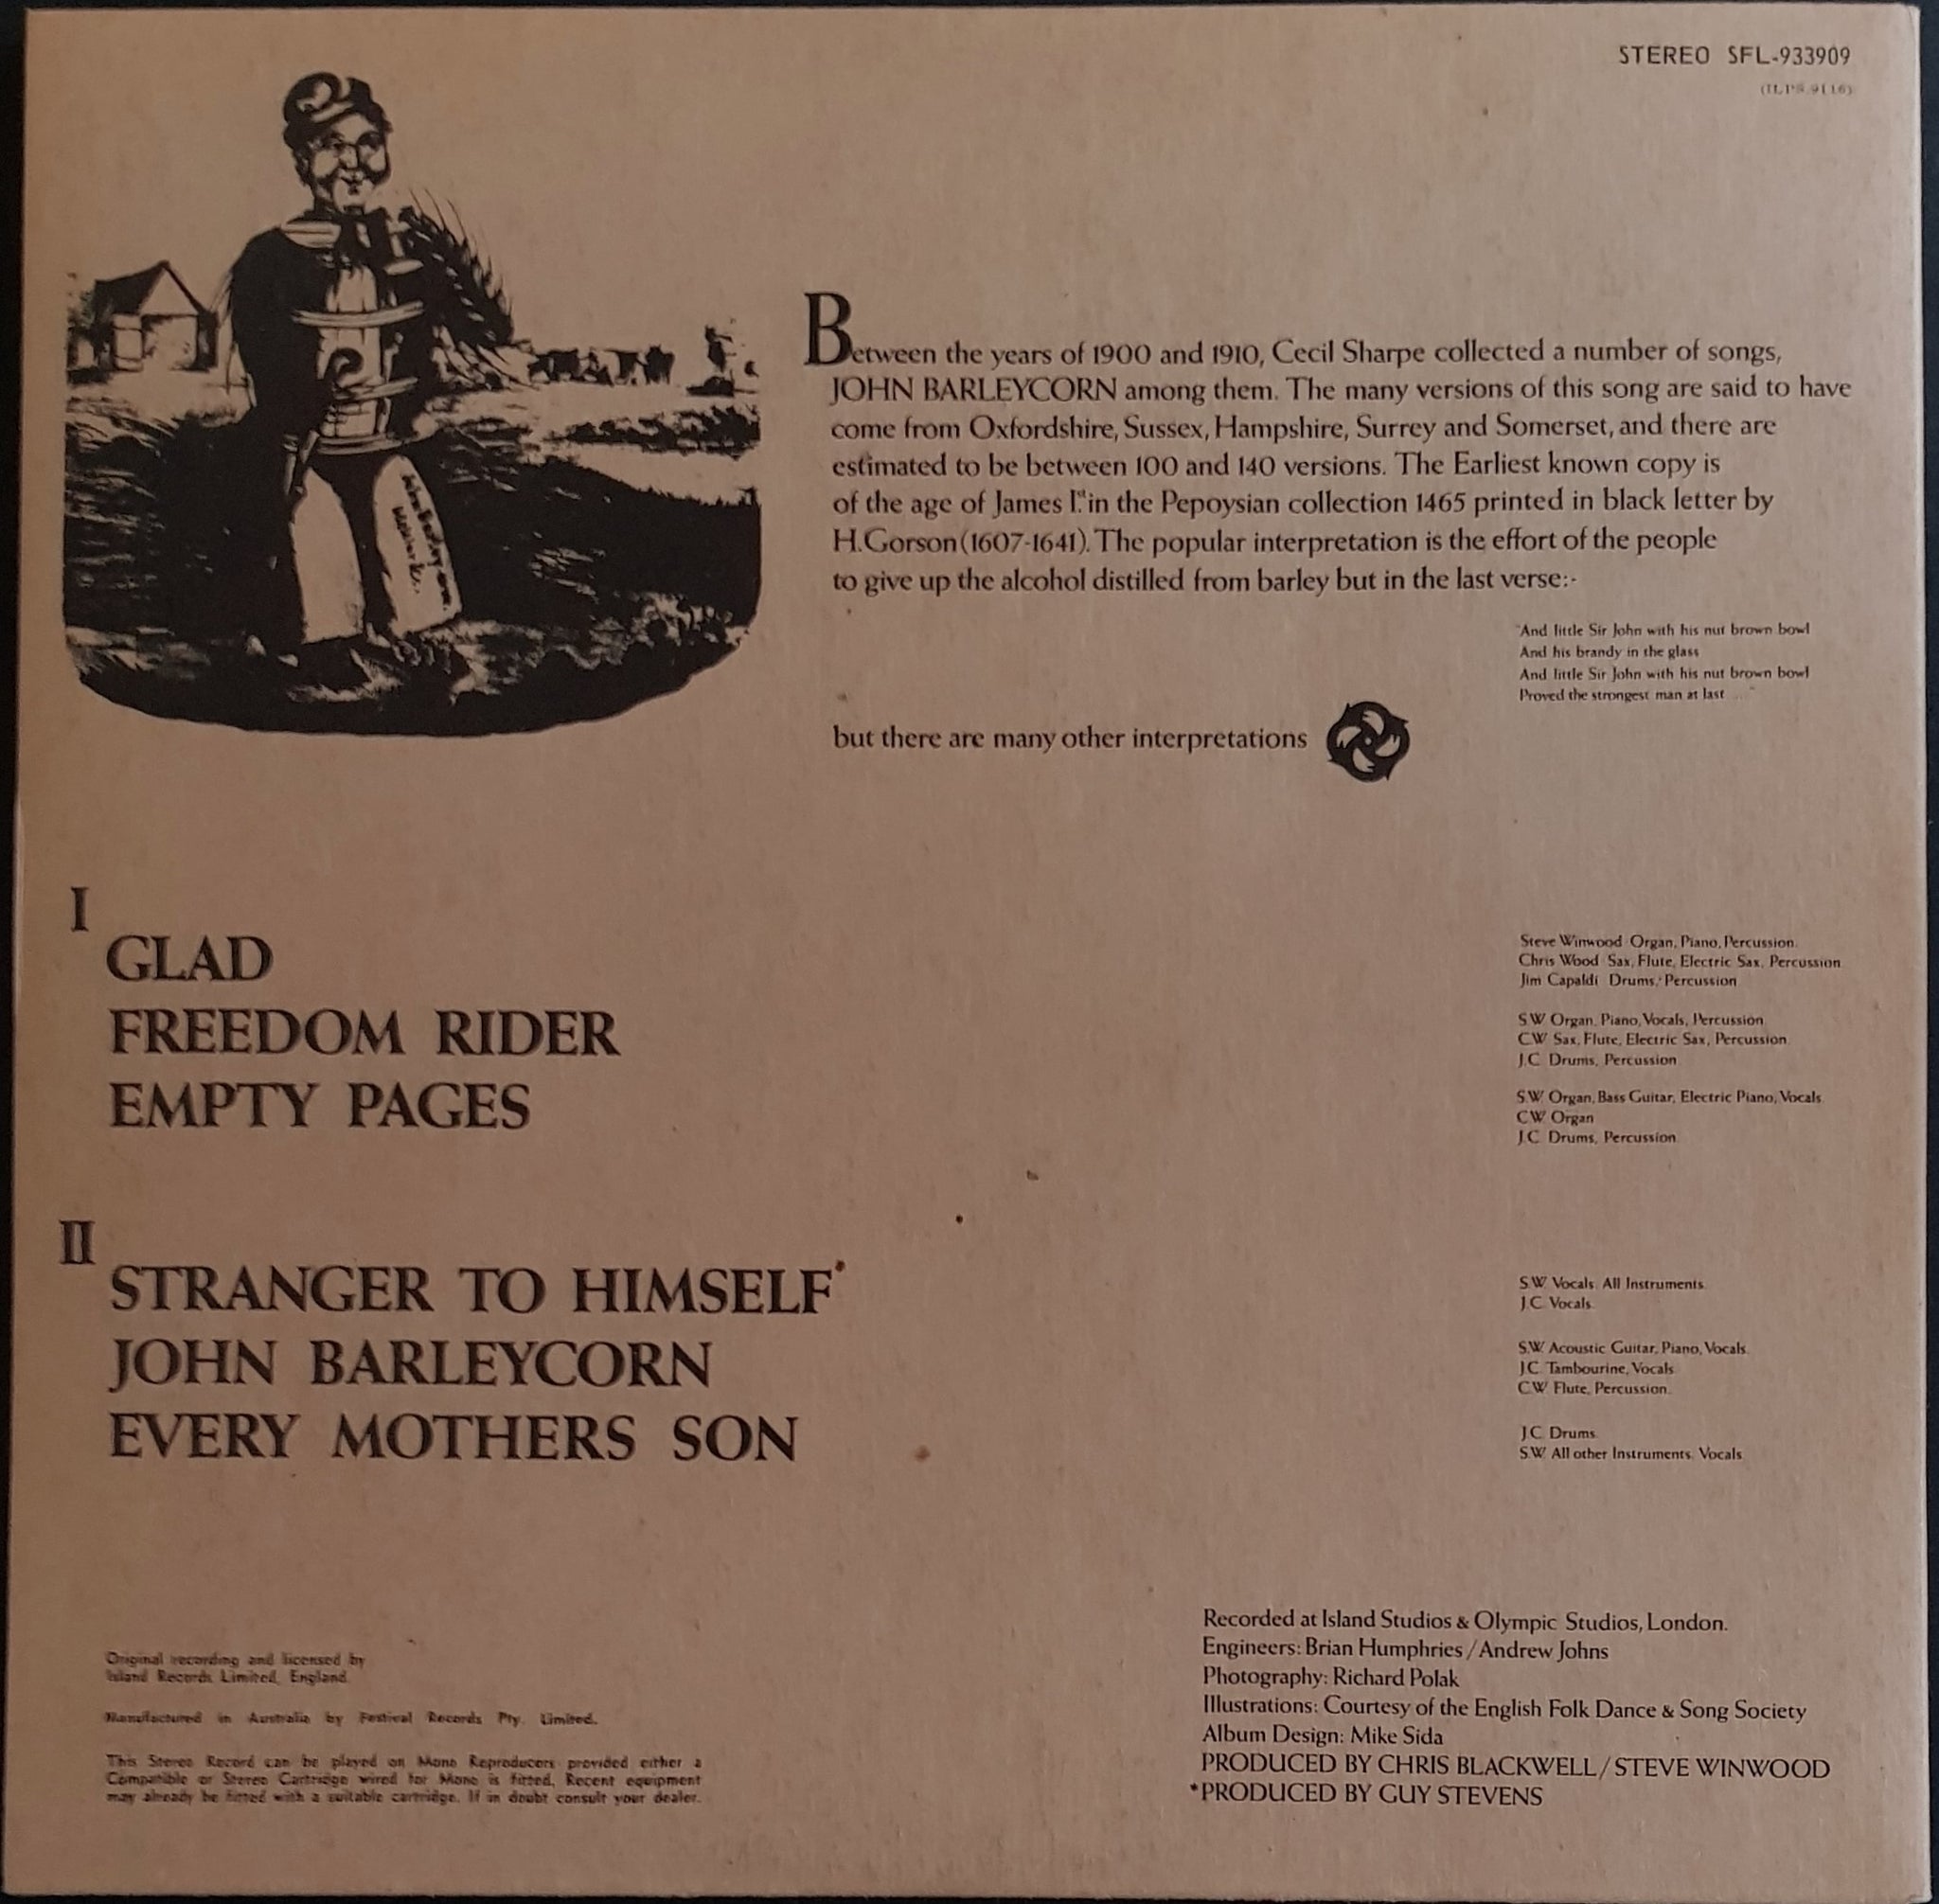 STEREO SFL-933909
(ILPS 9116)
Between the years of 1900 and 1910, Cecil Sharpe collected a number of songs,
JOHN BARLEYCORN among them. The many versions of this song are said to have
come from Oxfordshire, Sussex, Hampshire, Surrey and Somerset, and there are
estimated to be between 100 and 140 versions. The Earliest known copy is
of the age of James Ist in the Pepoysian collection 1465 printed in black letter by
H.Gorson (1607-1641). The popular interpretation is the effort of the people
to give up the alcohol distilled from barley but in the last verse:-
"And little Sir John with his nut brown bowl
And his brandy in the glass
And little Sir John with his nut brown bowl
Proved the strongest man at last ..."
but there are many other interpretations
I
GLAD
FREEDOM RIDER
EMPTY PAGES
Steve Winwood Organ, Piano, Percussion.
Chris Wood Sax, Flute, Electric Sax, Percussion.
Jim Capaldi Drums, Percussion
S.W. Organ, Piano, Vocals, Percussion.
C.W. Sax, Flute, Electric Sax, Percussion.
J.C. Drums, Percussion.
S.W. Organ, Bass Guitar, Electric Piano, Vocals.
C.W. Organ
J.C. Drums, Percussion.
II
STRANGER TO HIMSELF*
JOHN BARLEYCORN
EVERY MOTHERS SON
S.W. Vocals. All Instruments.
J.C. Vocals.
S.W. Acoustic Guitar, Piano, Vocals.
J.C. Tambourine, Vocals.
C.W. Flute, Percussion.
J.C. Drums.
S.W. All other Instruments. Vocals.
Original recording and licensed by
Island Records Limited, England.
Manufactured in Australia by Festival Records Pty. Limited.
This Stereo Record can be played on Mono Reproducers provided either a
Compatible or Stereo Cartridge wired for Mono is fitted. Recent equipment
may already be fitted with a suitable cartridge. If in doubt consult your dealer.
Recorded at Island Studios & Olympic Studios, London.
Engineers: Brian Humphries / Andrew Johns
Photography: Richard Polak
Illustrations: Courtesy of the English Folk Dance & Song Society
Album Design: Mike Sida
PRODUCED BY CHRIS BLACKWELL / STEVE WINWOOD
*PRODUCED BY GUY STEVENS